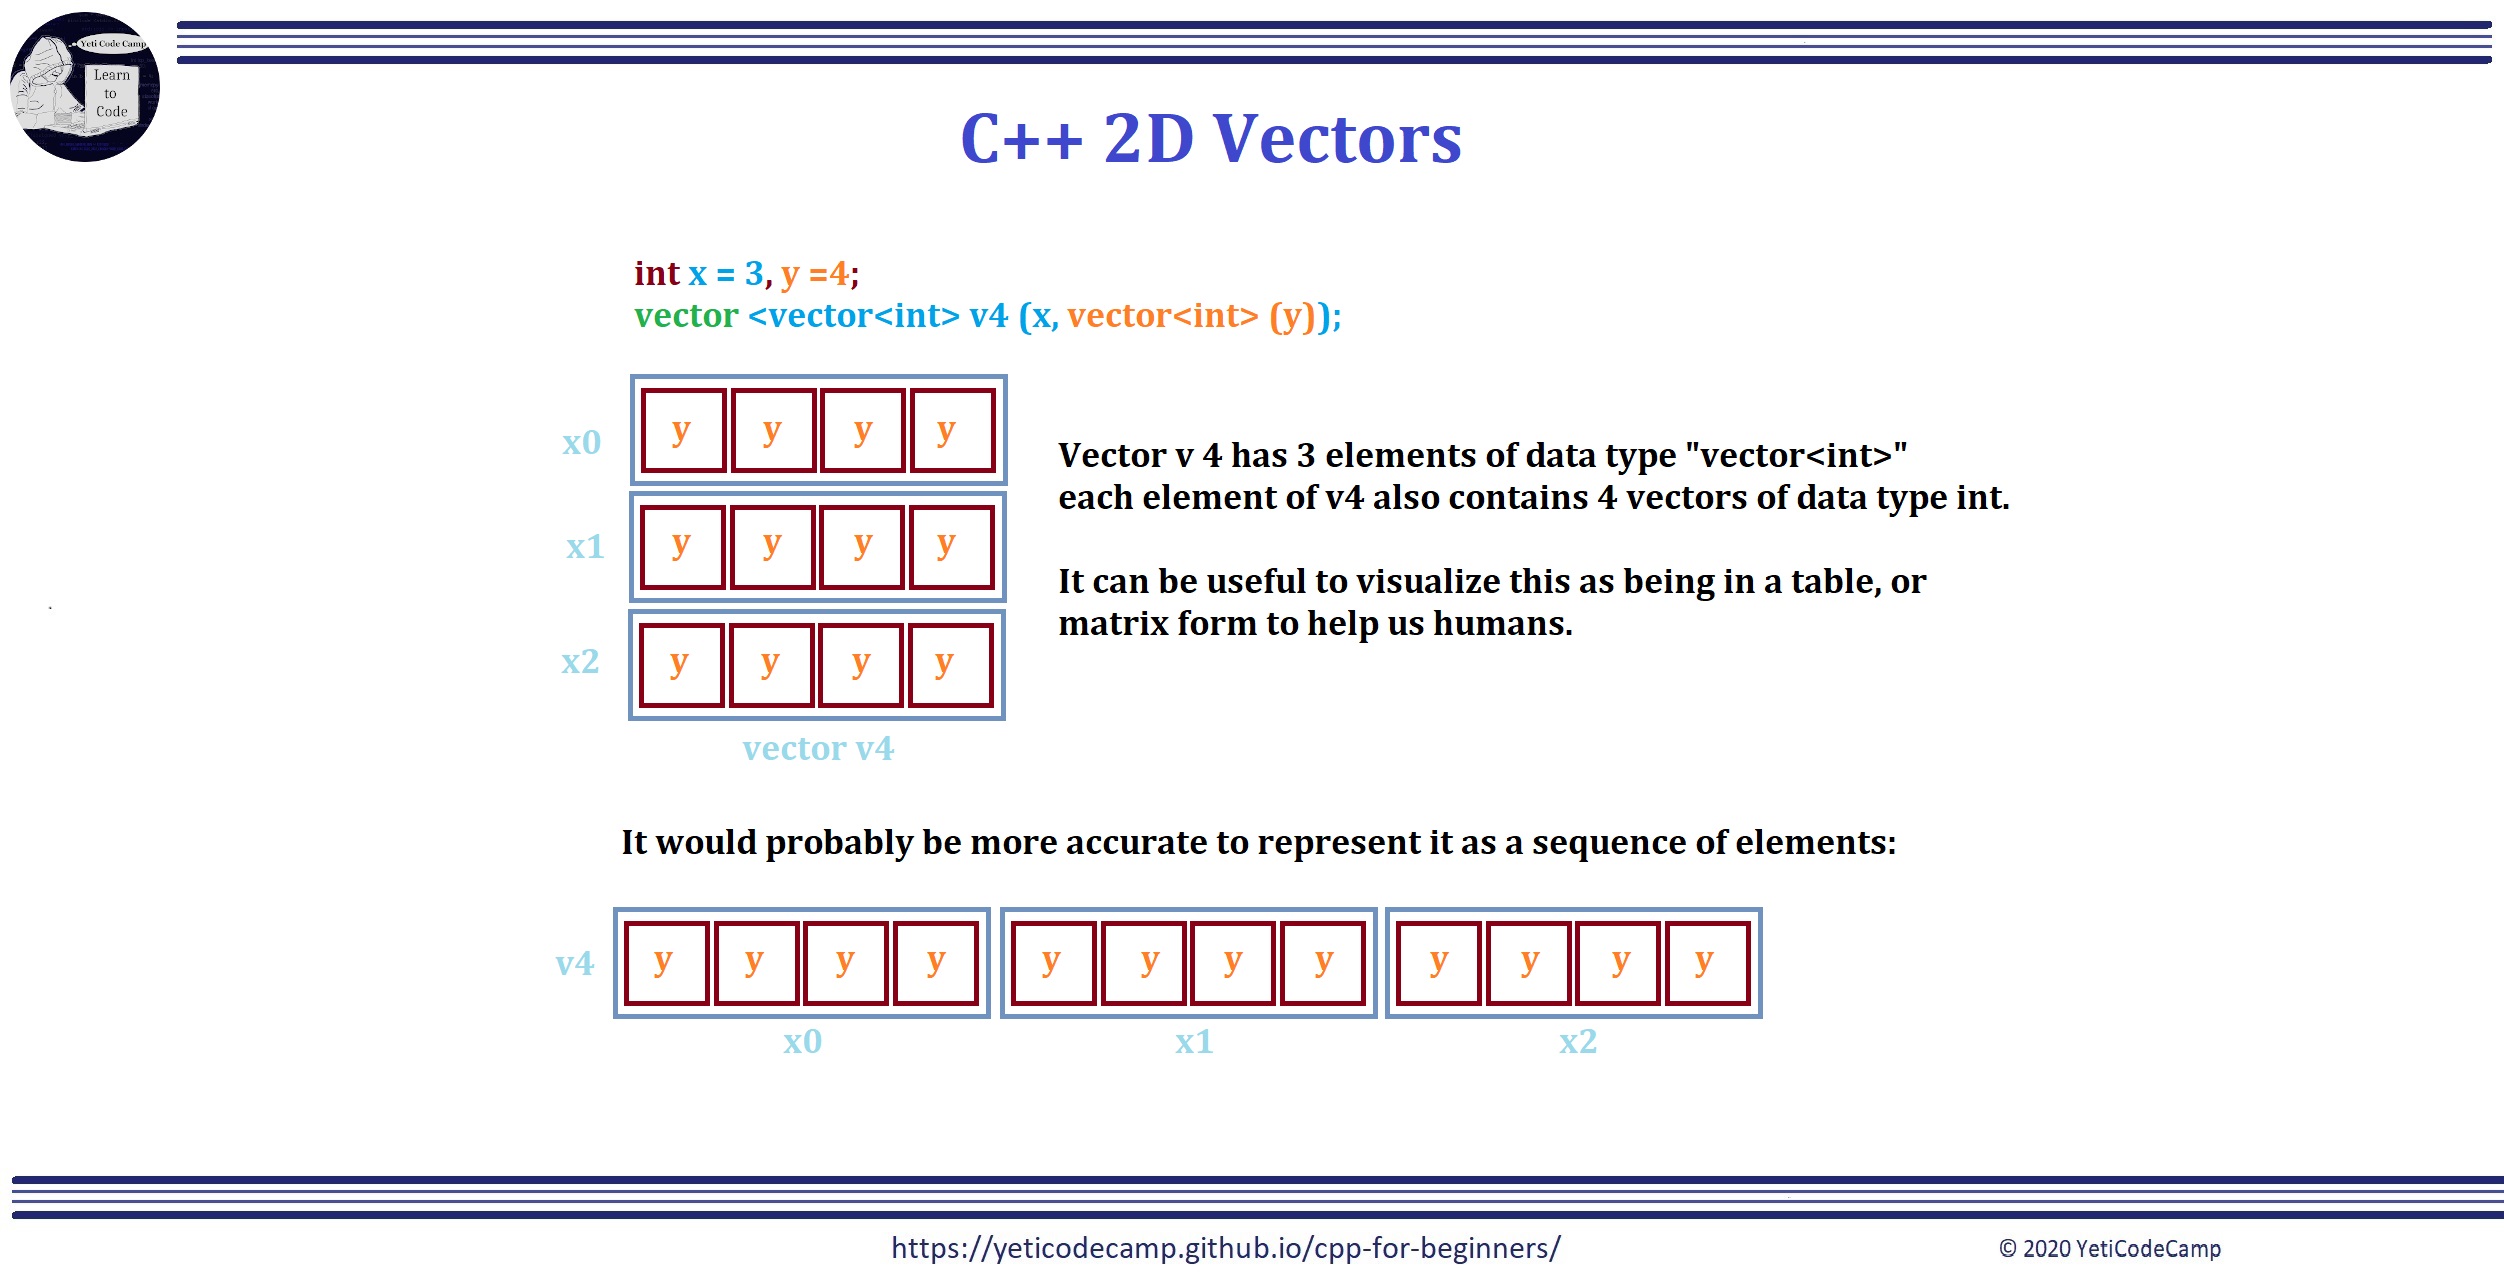 Yeti Code Camp
Learn
to
Code
C++ 2D Vectors
int x = 3, y =4;
vector <vector<int> v4 (x, vector<int> (y));
x0 y y y y
x1 y y y y
x2 y y y y
vector v4
Vector v 4 has 3 elements of data type "vector<int>"
each element of v4 also contains 4 vectors of data type int.
It can be useful to visualize this as being in a table, or
matrix form to help us humans.
It would probably be more accurate to represent it as a sequence of elements:
v4 y y y y y y y y y y y y
x0 x1 x2
https://yeticodecamp.github.io/cpp-for-beginners/
© 2020 YetiCodeCamp